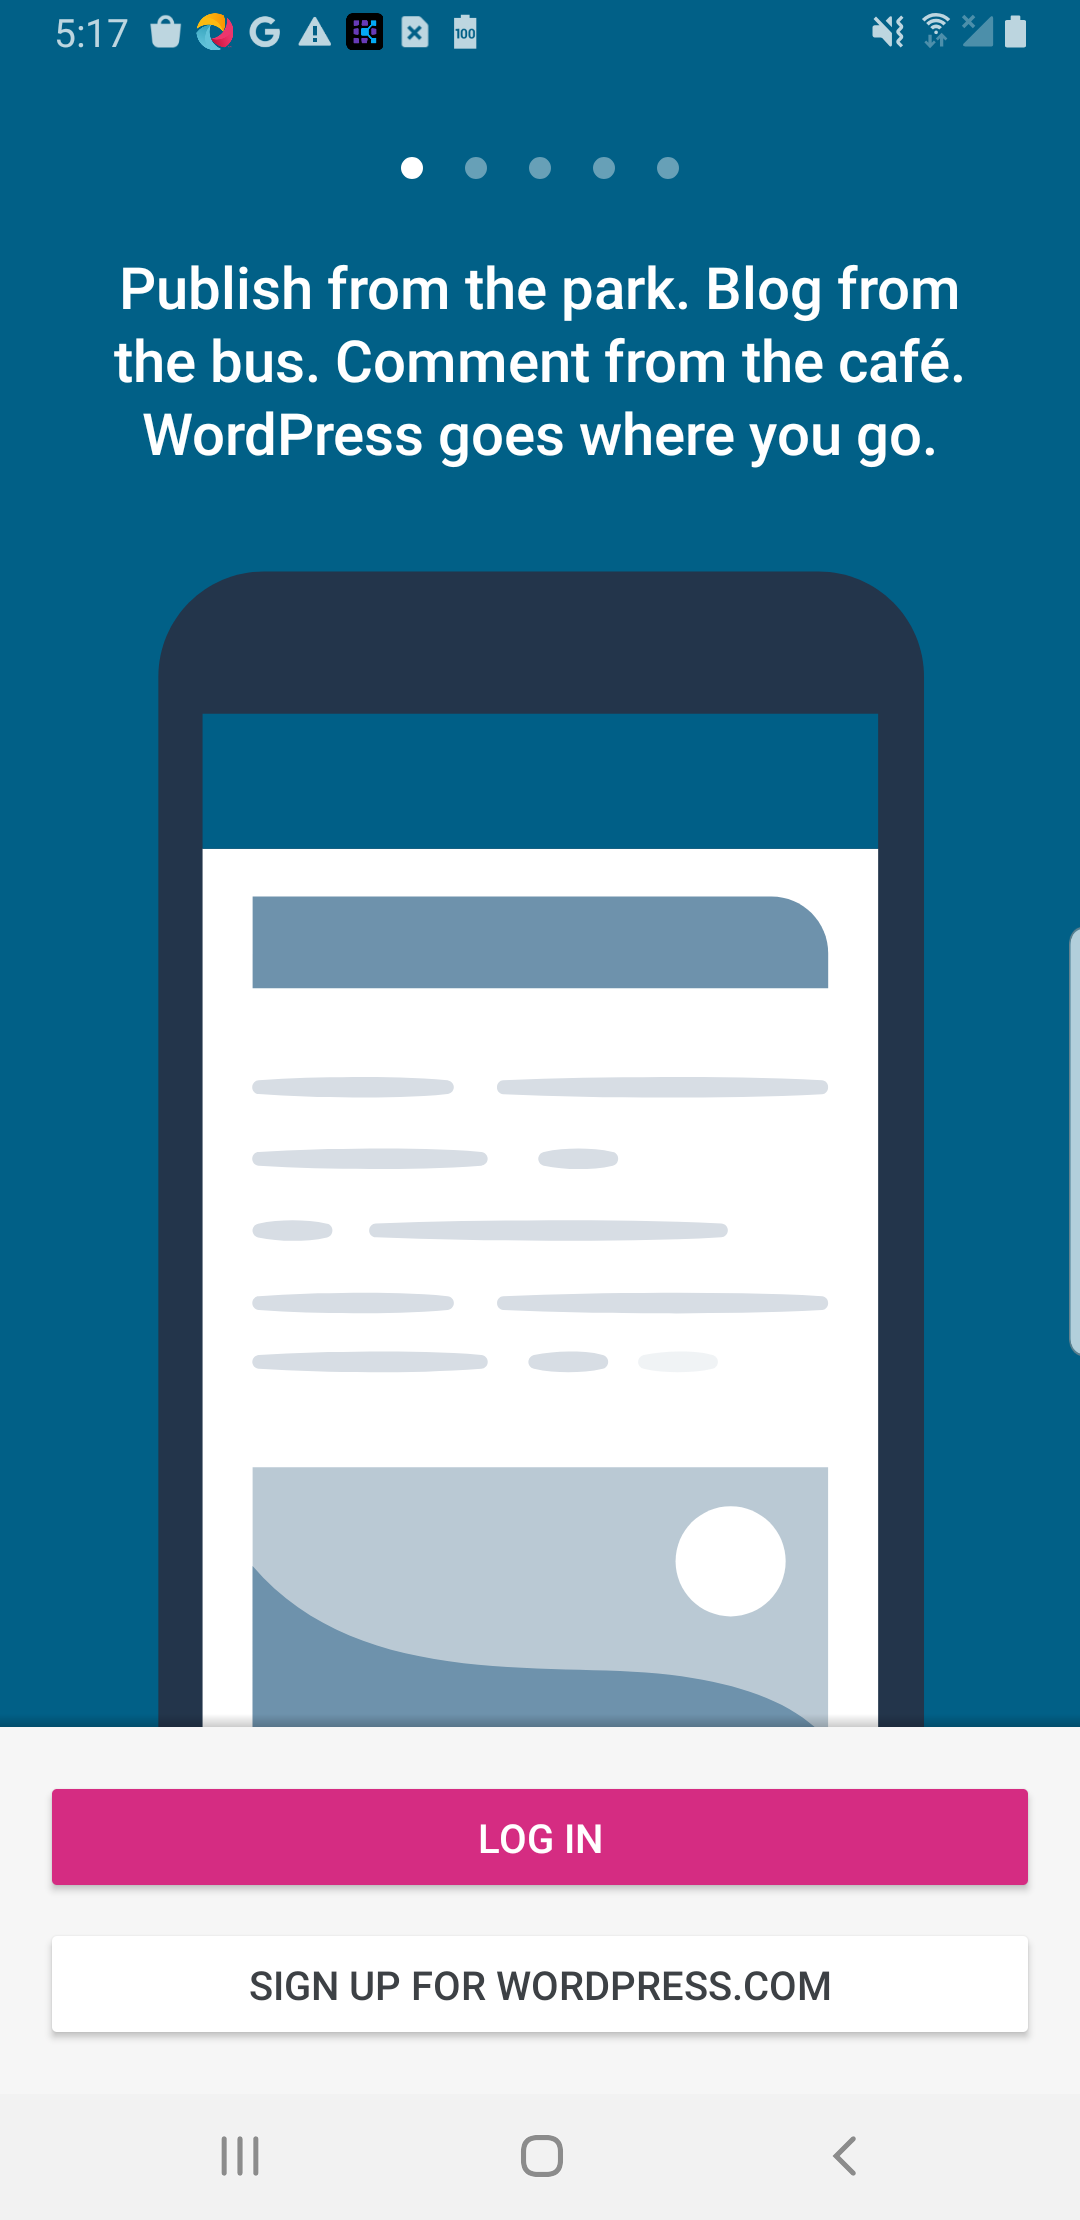 5:17
100
Publish from the park. Blog from
the bus. Comment from the café.
WordPress goes where you go.
LOG IN
SIGN UP FOR WORDPRESS.COM